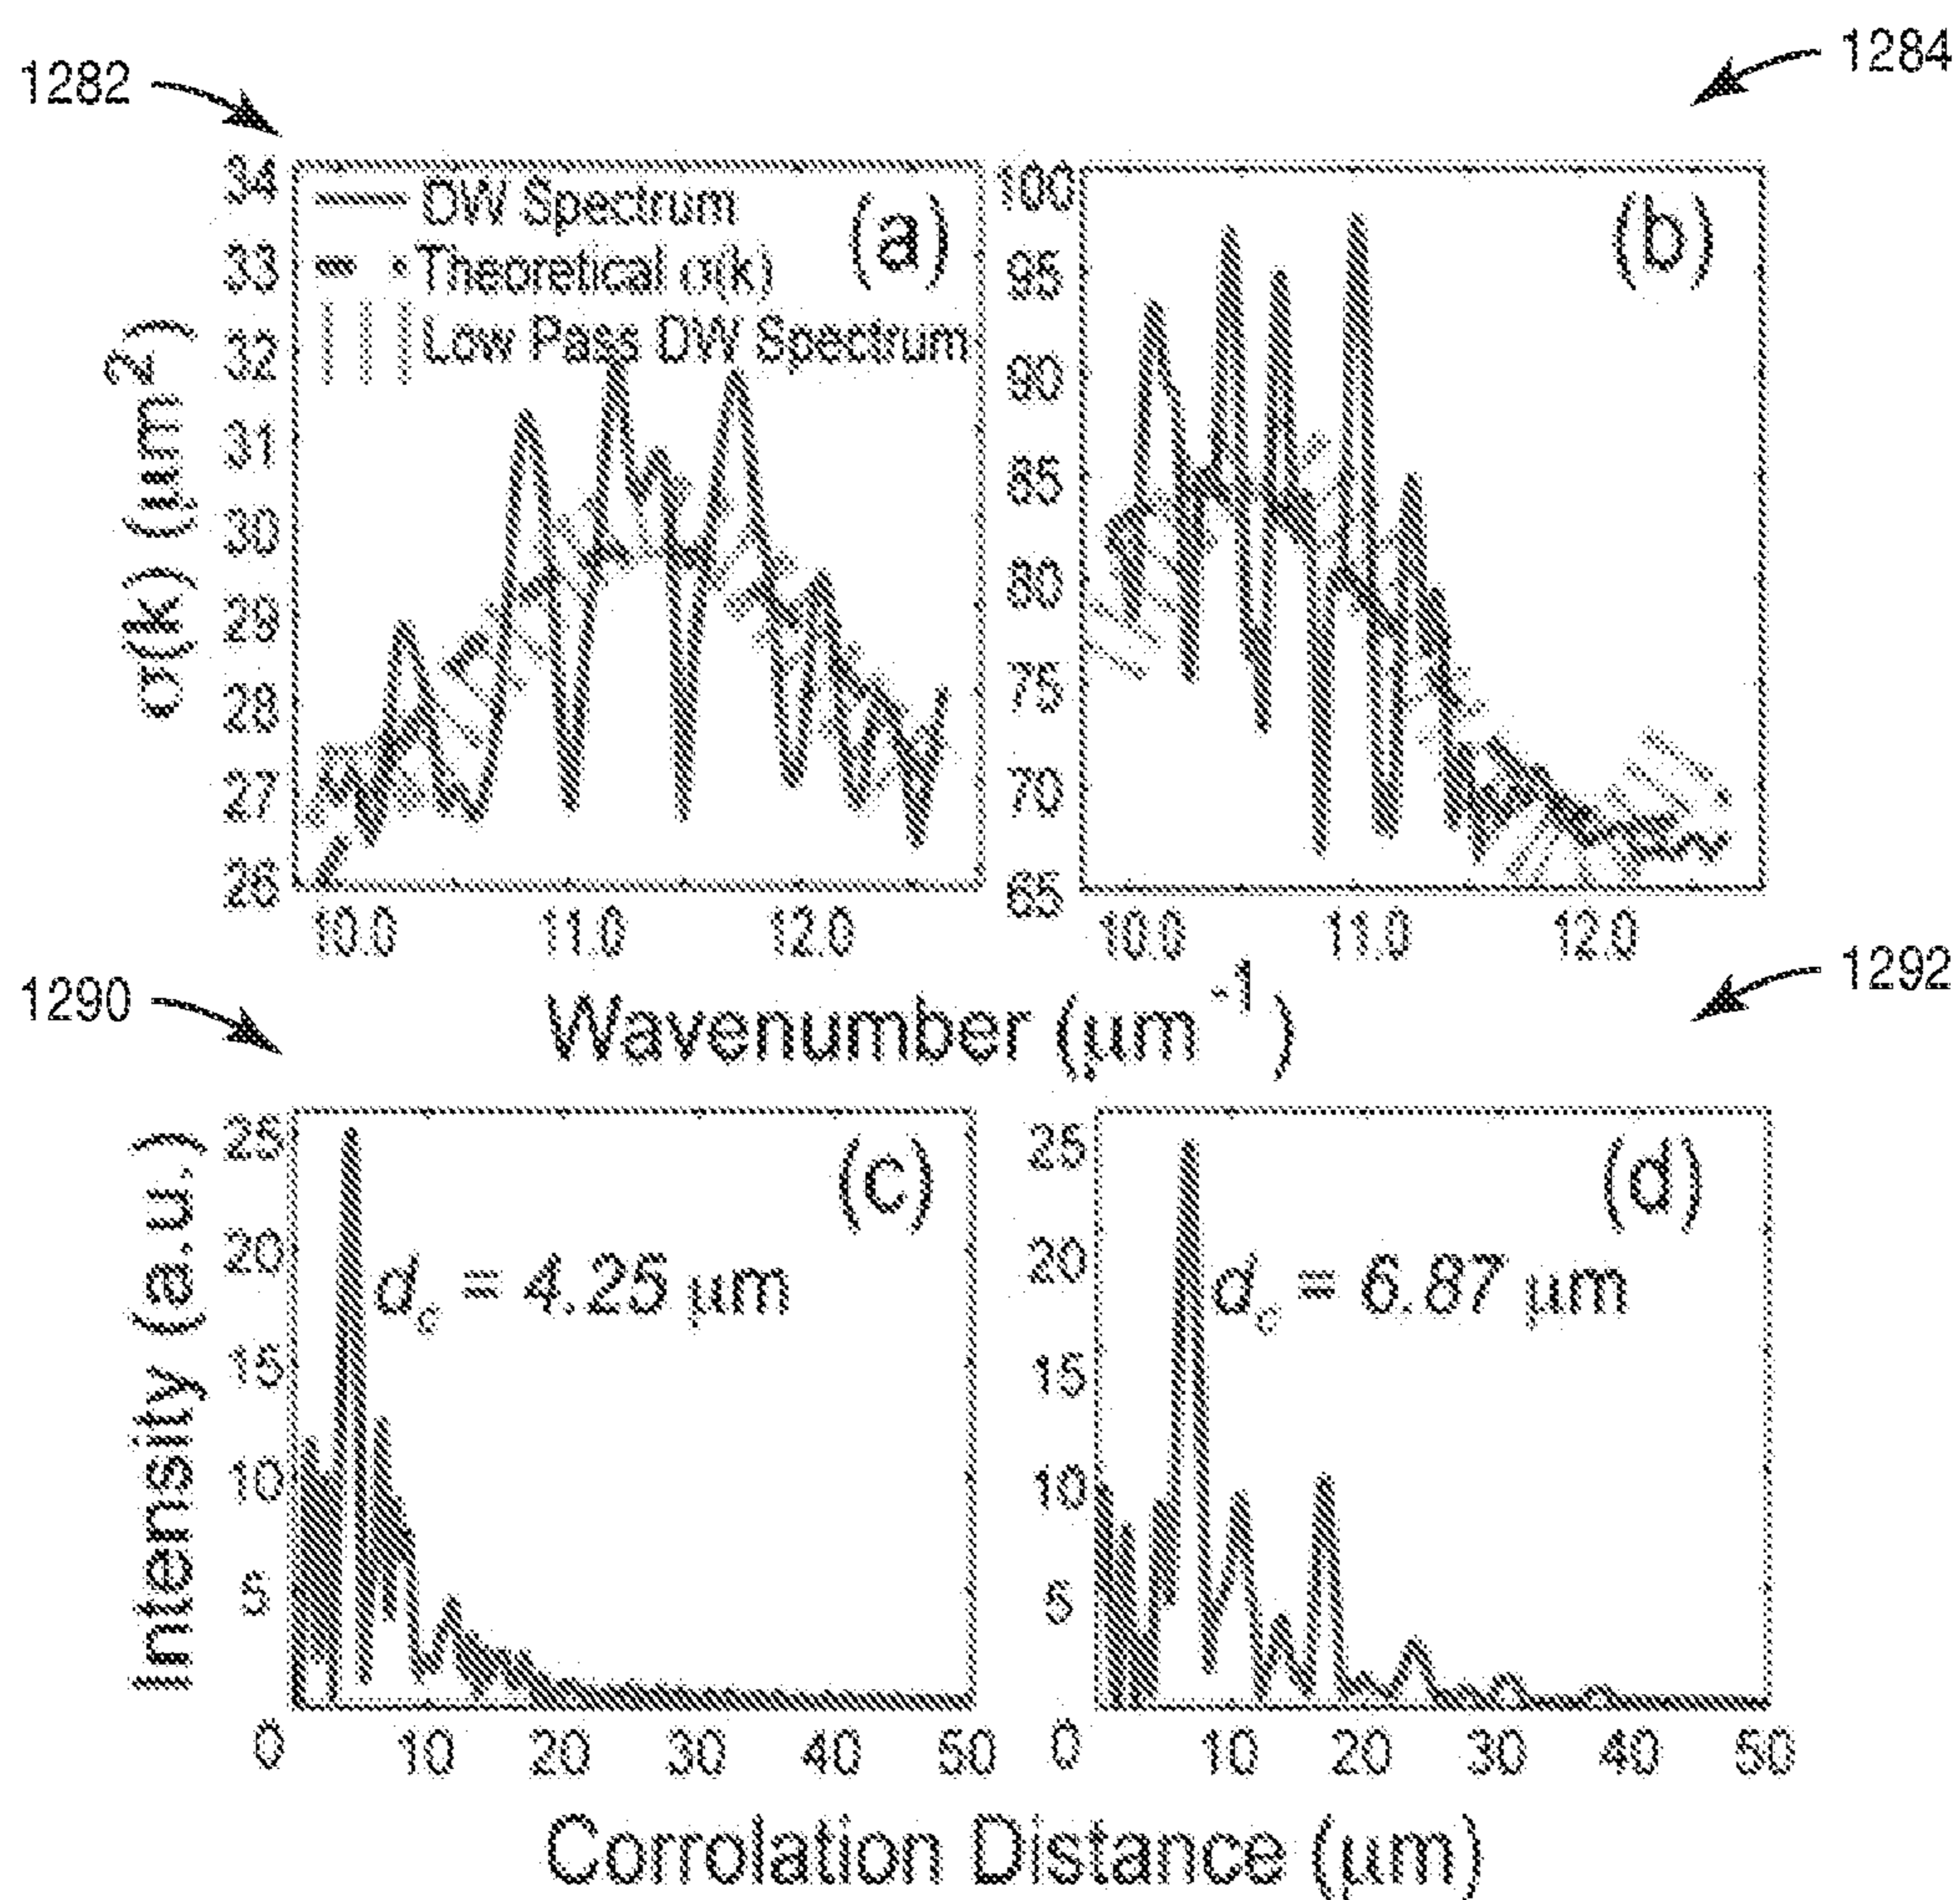 1282
1284
σ(k) (μm²)
34
33
32
31
30
29
28
27
26
DW Spectrum
Theoretical σ(k)
Low Pass DW Spectrum
(a)
10.0 11.0 12.0
100
95
90
85
80
75
70
65
(b)
10.0 11.0 12.0
Wavenumber (μm⁻¹)
1290
1292
Intensity (a.u.)
25
20
15
10
5
0 10 20 30 40 50
(c)
d_c = 4.25 μm
25
20
15
10
5
0 10 20 30 40 50
(d)
d_c = 6.87 μm
Corrolation Distance (μm)